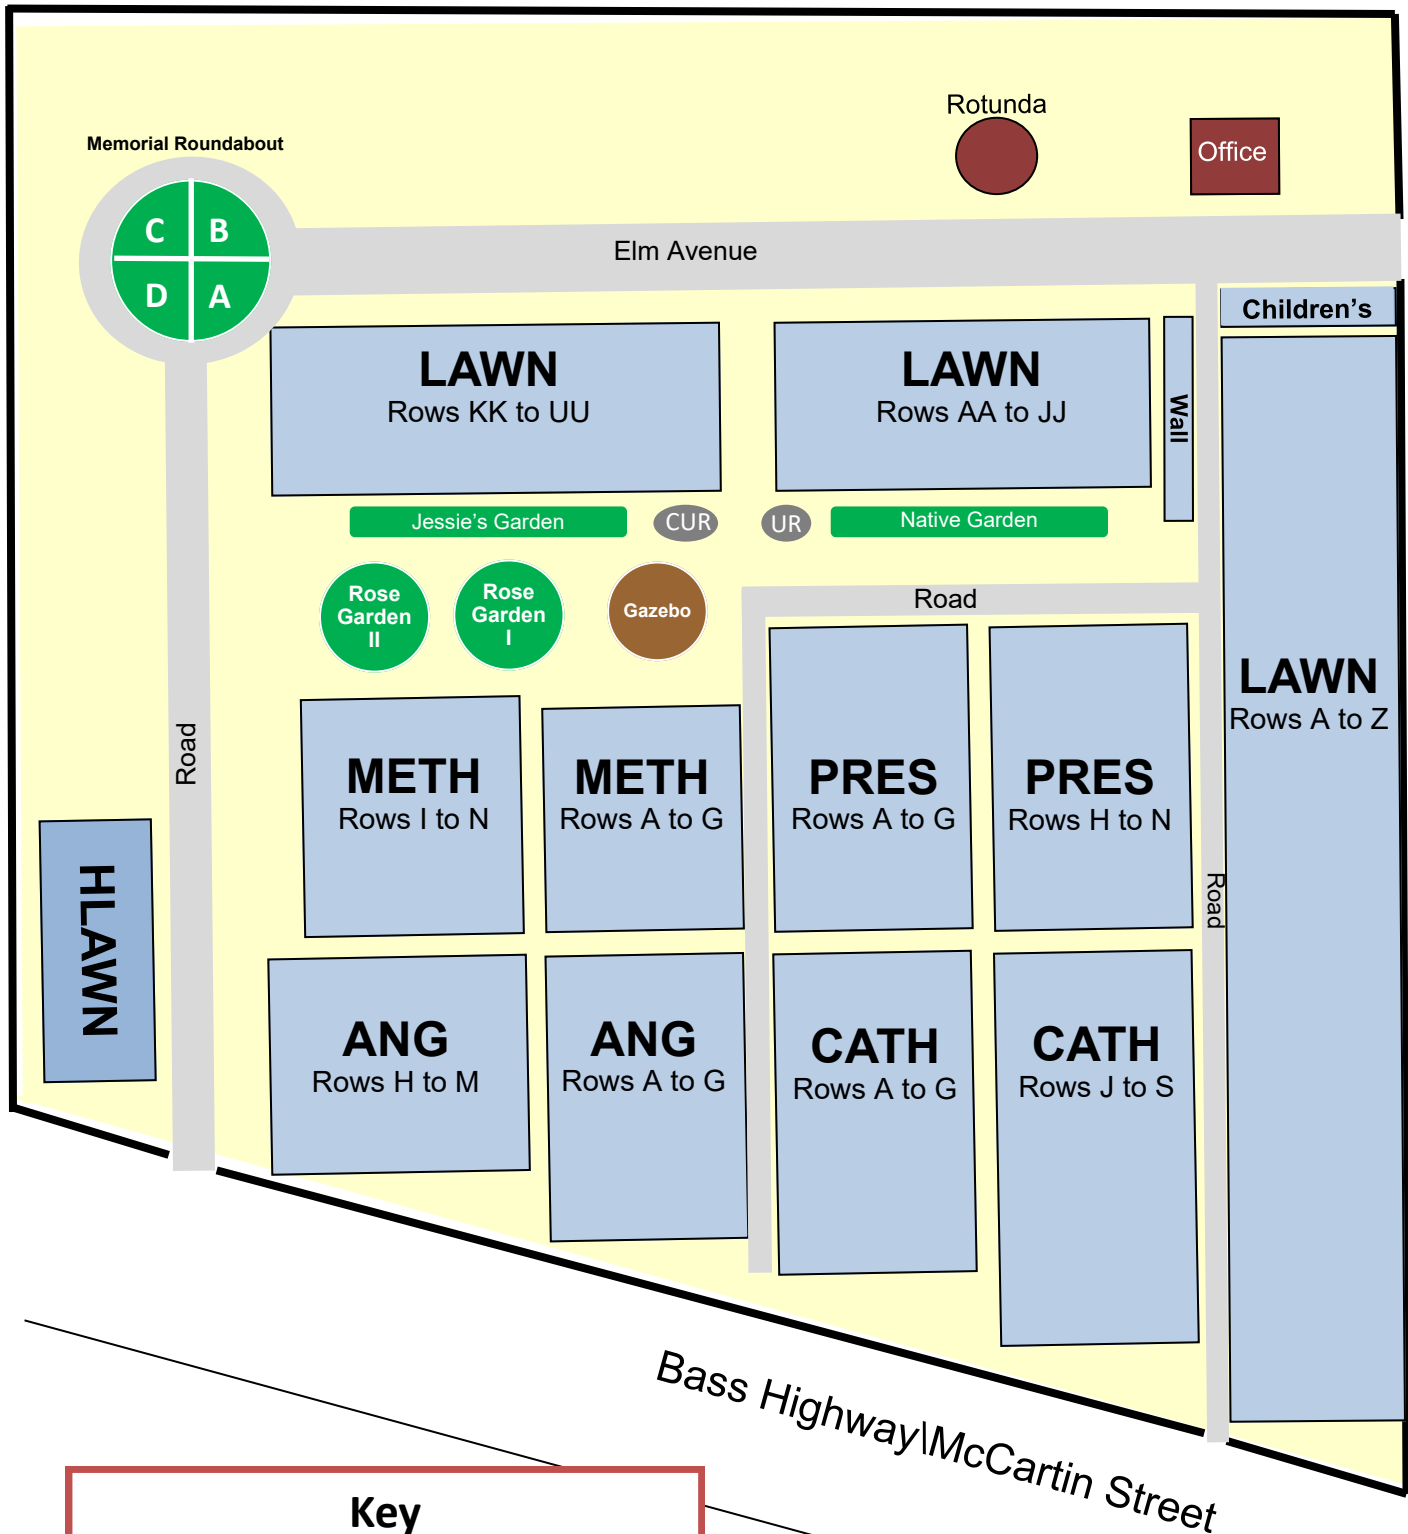 Rotunda
Office
Memorial Roundabout
C
B
D
A
Elm Avenue
Children's
LAWN
Rows KK to UU
LAWN
Rows AA to JJ
Wall
Jessie's Garden
CUR
UR
Native Garden
Rose
Garden
II
Rose
Garden
I
Gazebo
Road
LAWN
Rows A to Z
Road
METH
Rows I to N
METH
Rows A to G
PRES
Rows A to G
PRES
Rows H to N
Road
HLAWN
ANG
Rows H to M
ANG
Rows A to G
CATH
Rows A to G
CATH
Rows J to S
Bass Highway\McCartin Street
Key